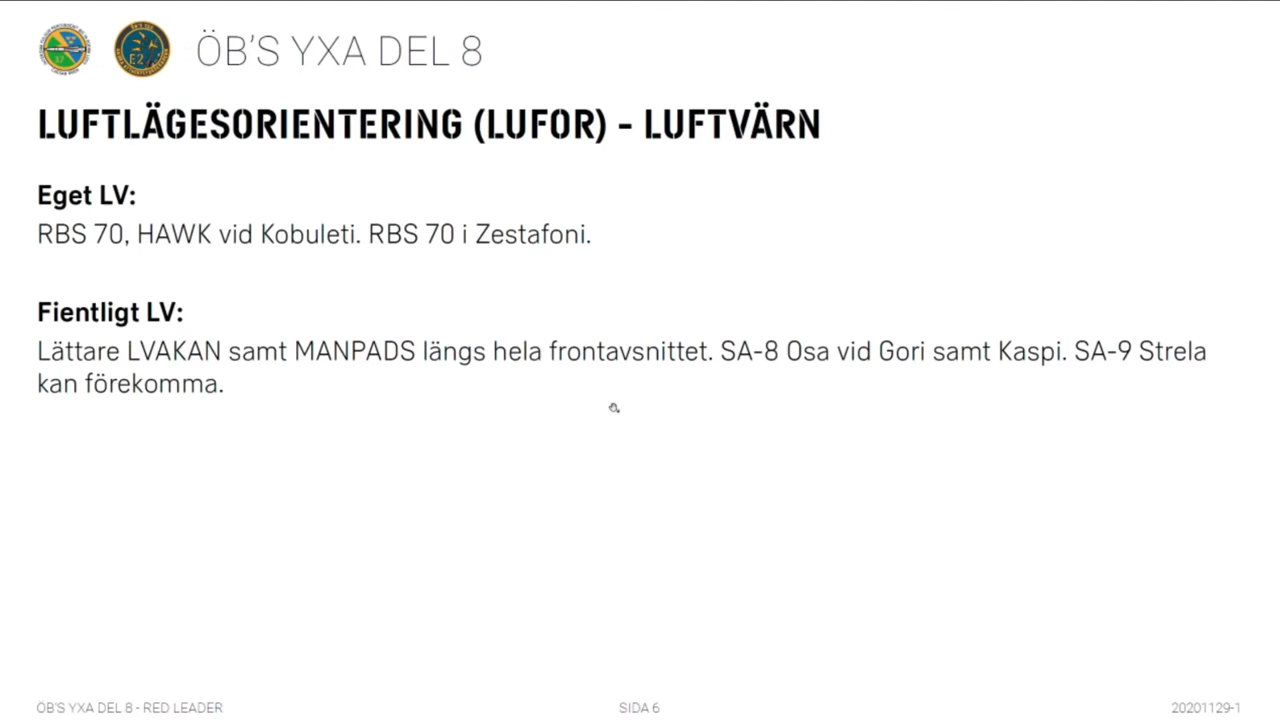 ÖB'S YXA DEL 8
LUFTLÄGESORIENTERING (LUFOR) - LUFTVÄRN
Eget LV:
RBS 70, HAWK vid Kobuleti. RBS 70 i Zestafoni.
Fientligt LV:
Lättare LVAKAN samt MANPADS längs hela frontavsnittet. SA-8 Osa vid Gori samt Kaspi. SA-9 Strela
kan förekomma.
ÖB'S YXA DEL 8 - RED LEADER
SIDA 6
20201129-1